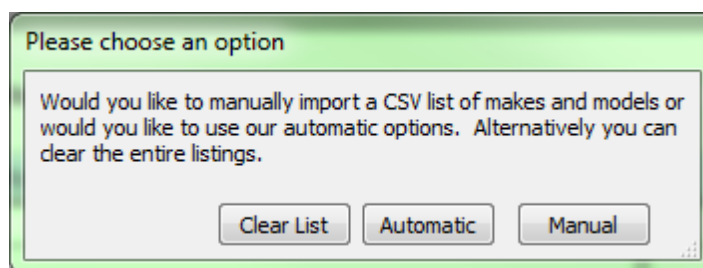 Please choose an option
Would you like to manually import a CSV list of makes and models or
would you like to use our automatic options.  Alternatively you can
clear the entire listings.
Clear List Automatic Manual